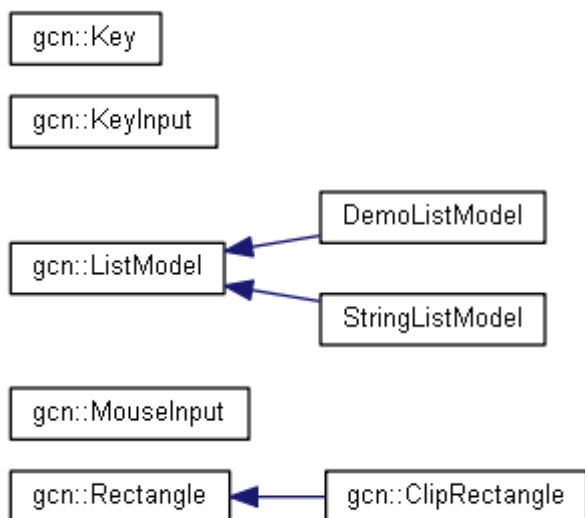 gcn::Key
gcn::KeyInput
DemoListModel
gcn::ListModel
StringListModel
gcn::MouseInput
gcn::Rectangle
gcn::ClipRectangle